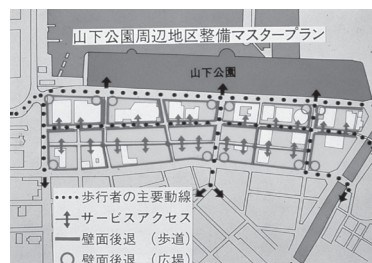 山下公園周辺地区整備マスタープラン
山下公園
歩行者の主要動線
サービスアクセス
壁面後退 (歩道)
壁面後退 (広場)